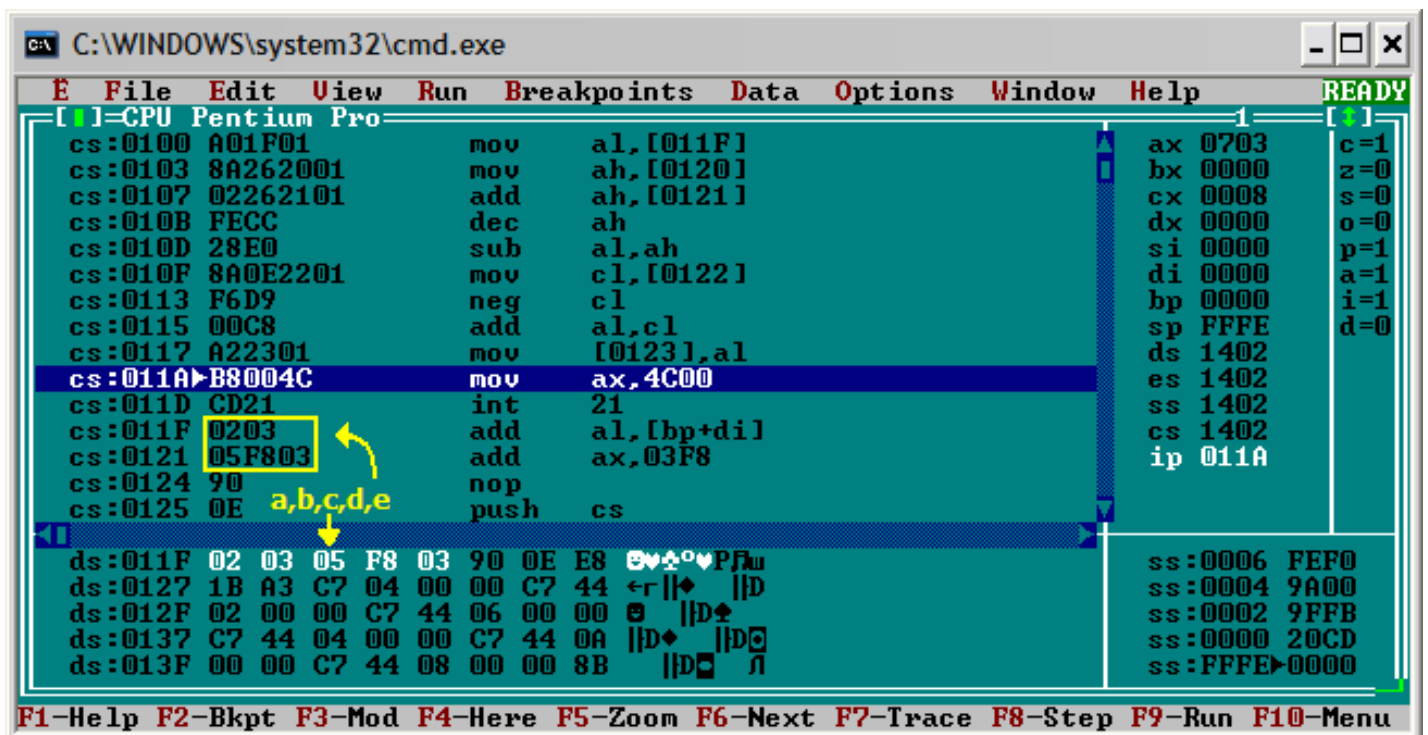 C:\WINDOWS\system32\cmd.exe
Ë File Edit View Run Breakpoints Data Options Window Help READY
[ ]=CPU Pentium Pro 1 [↕]
cs:0100 A01F01 mov al,[011F] ax 0703 c=1
cs:0103 8A262001 mov ah,[0120] bx 0000 z=0
cs:0107 02262101 add ah,[0121] cx 0008 s=0
cs:010B FECC dec ah dx 0000 o=0
cs:010D 28E0 sub al,ah si 0000 p=1
cs:010F 8A0E2201 mov cl,[0122] di 0000 a=1
cs:0113 F6D9 neg cl bp 0000 i=1
cs:0115 00C8 add al,cl sp FFFE d=0
cs:0117 A22301 mov [0123],al ds 1402
cs:011A►B8004C mov ax,4C00 es 1402
cs:011D CD21 int 21 ss 1402
cs:011F 0203 add al,[bp+di] cs 1402
cs:0121 05F803 add ax,03F8 ip 011A
cs:0124 90 nop
cs:0125 0E push cs
a,b,c,d,e
ds:011F 02 03 05 F8 03 90 0E E8 ☻♥♣°♥РЛш ss:0006 FEF0
ds:0127 1B A3 C7 04 00 00 C7 44 ←г╟♦ ╟D ss:0004 9A00
ds:012F 02 00 00 C7 44 06 00 00 ☻ ╟D♠ ss:0002 9FFB
ds:0137 C7 44 04 00 00 C7 44 0A ╟D♦ ╟D◙ ss:0000 20CD
ds:013F 00 00 C7 44 08 00 00 8B ╟D◘ Л ss:FFFE►0000
F1-Help F2-Bkpt F3-Mod F4-Here F5-Zoom F6-Next F7-Trace F8-Step F9-Run F10-Menu